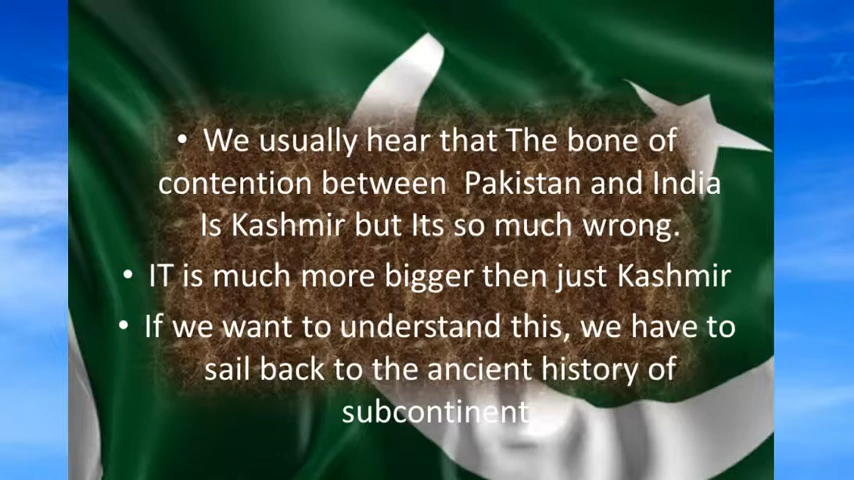 • We usually hear that The bone of
contention between Pakistan and India
Is Kashmir but Its so much wrong.
• IT is much more bigger then just Kashmir
• If we want to understand this, we have to
sail back to the ancient history of
subcontinent